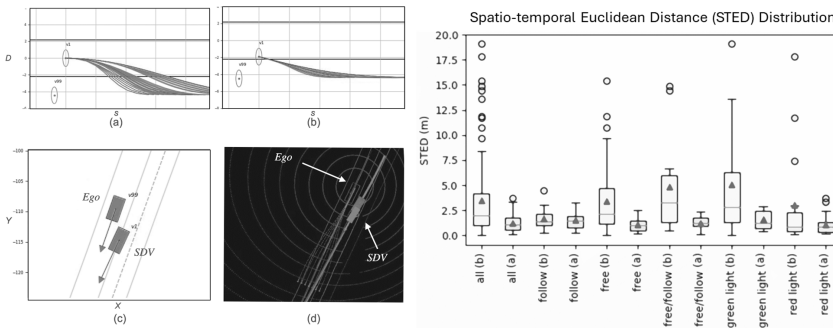 Spatio-temporal Euclidean Distance (STED) Distribution
D
v1
v99
S
(a)
v1
v99
S
(b)
Y
-100
-105
-110
-115
-120
Ego
v99
v1
SDV
X
(c)
Ego
SDV
(d)
STED (m)
20.0
17.5
15.0
12.5
10.0
7.5
5.0
2.5
0.0
all (b)
all (a)
follow (b)
follow (a)
free (b)
free (a)
free/follow (b)
free/follow (a)
green light (b)
green light (a)
red light (b)
red light (a)